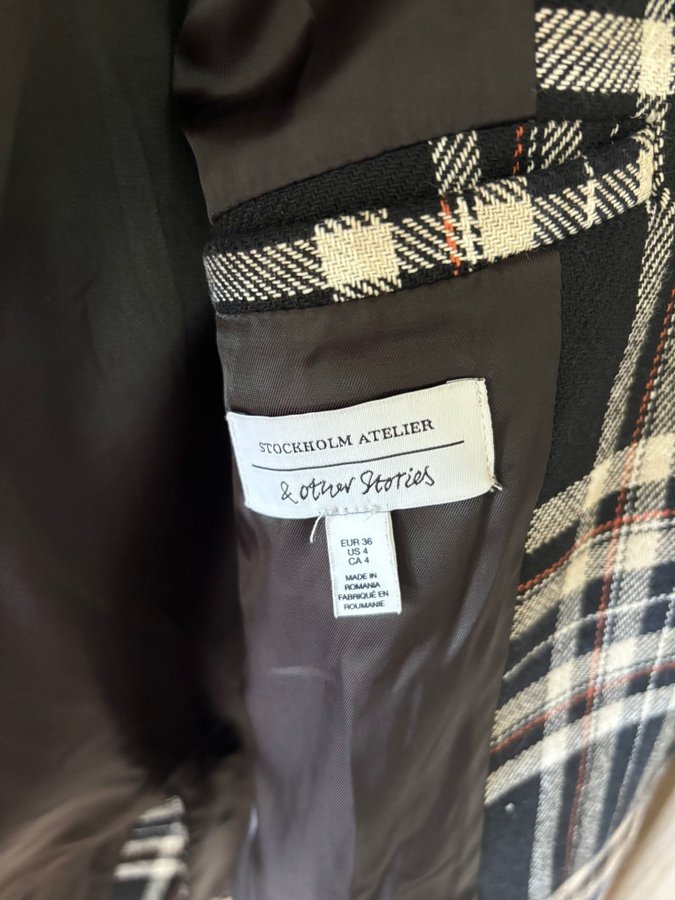 STOCKHOLM ATELIER
& other Stories
EUR 36
US 4
CA 4
MADE IN
ROMANIA
FABRIQUÉ EN
ROUMANIE